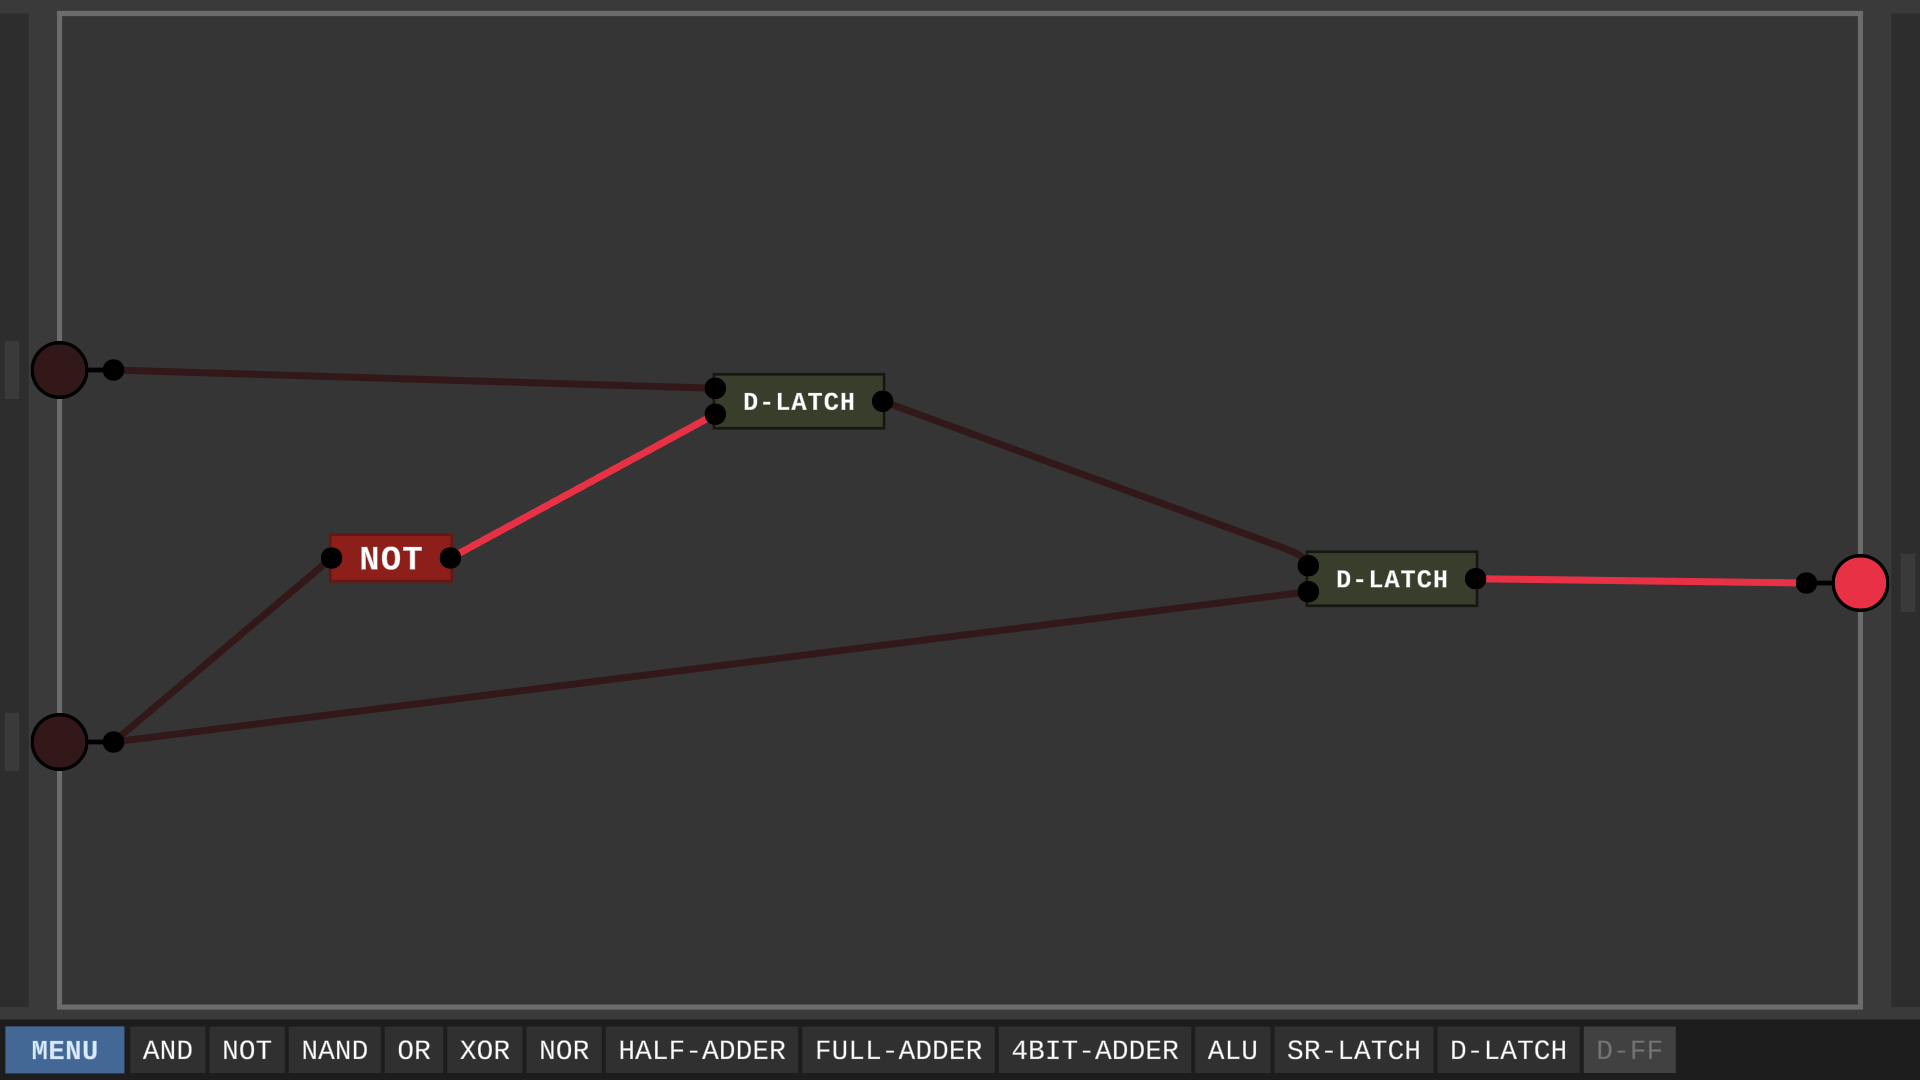 D-LATCH
NOT
D-LATCH
MENU AND NOT NAND OR XOR NOR HALF-ADDER FULL-ADDER 4BIT-ADDER ALU SR-LATCH D-LATCH D-FF